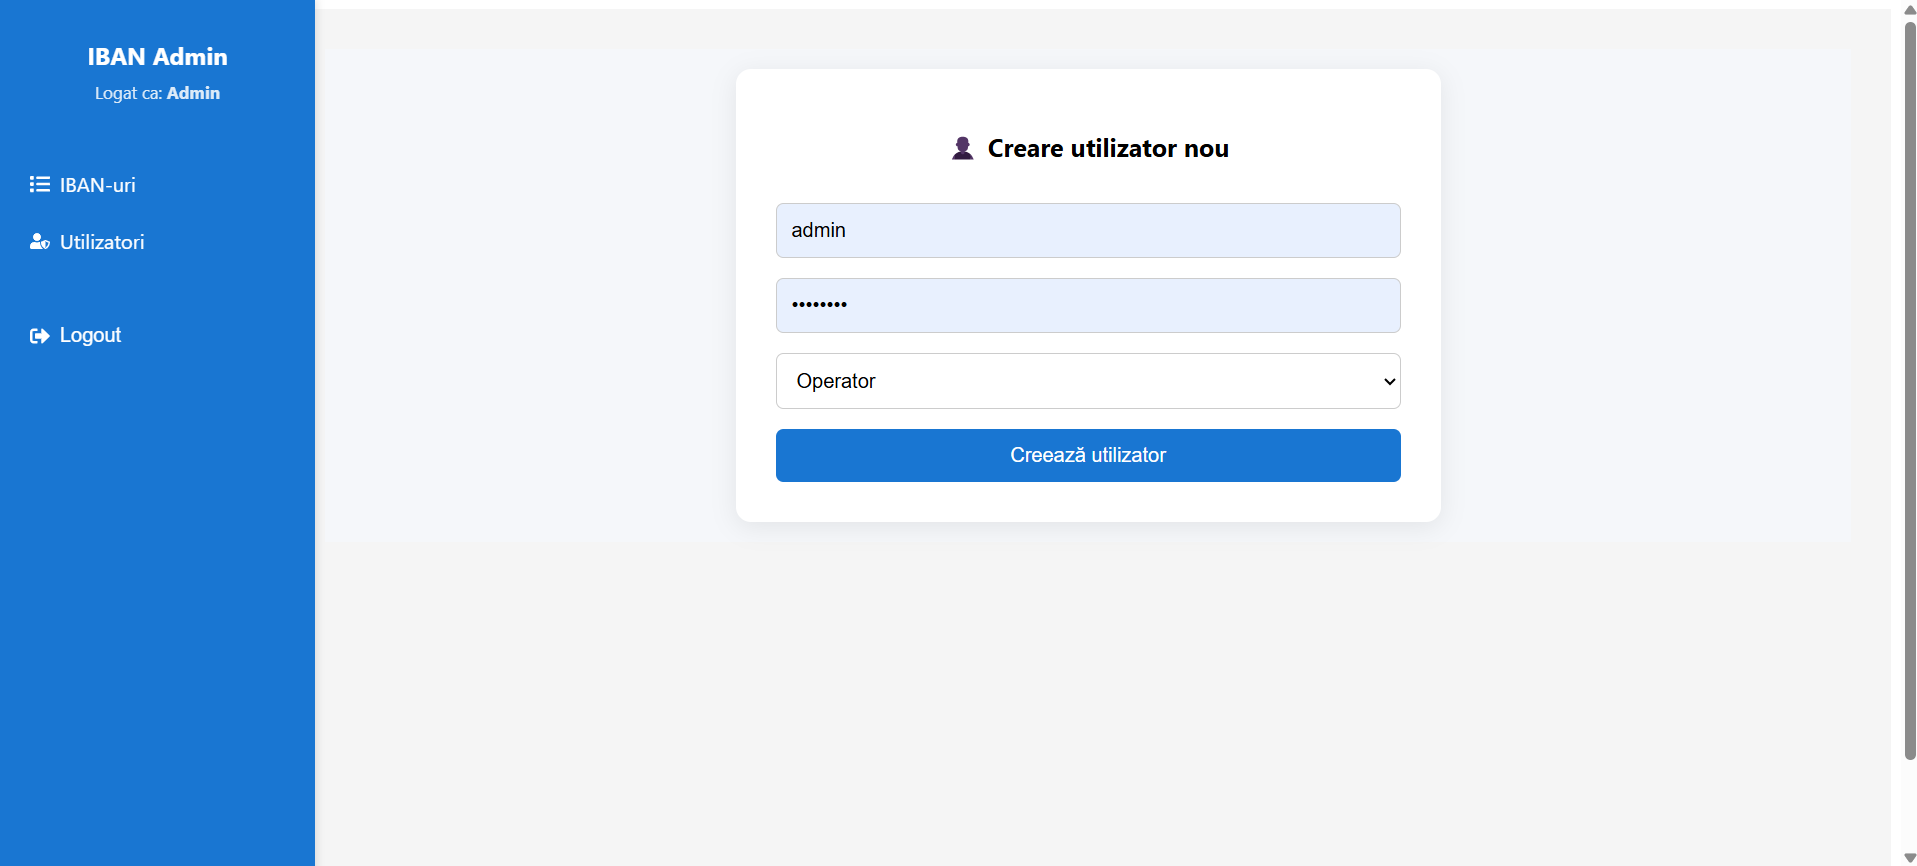 IBAN Admin
Logat ca: Admin
IBAN-uri
Utilizatori
Logout
Creare utilizator nou
admin
••••••••
Operator
Creează utilizator